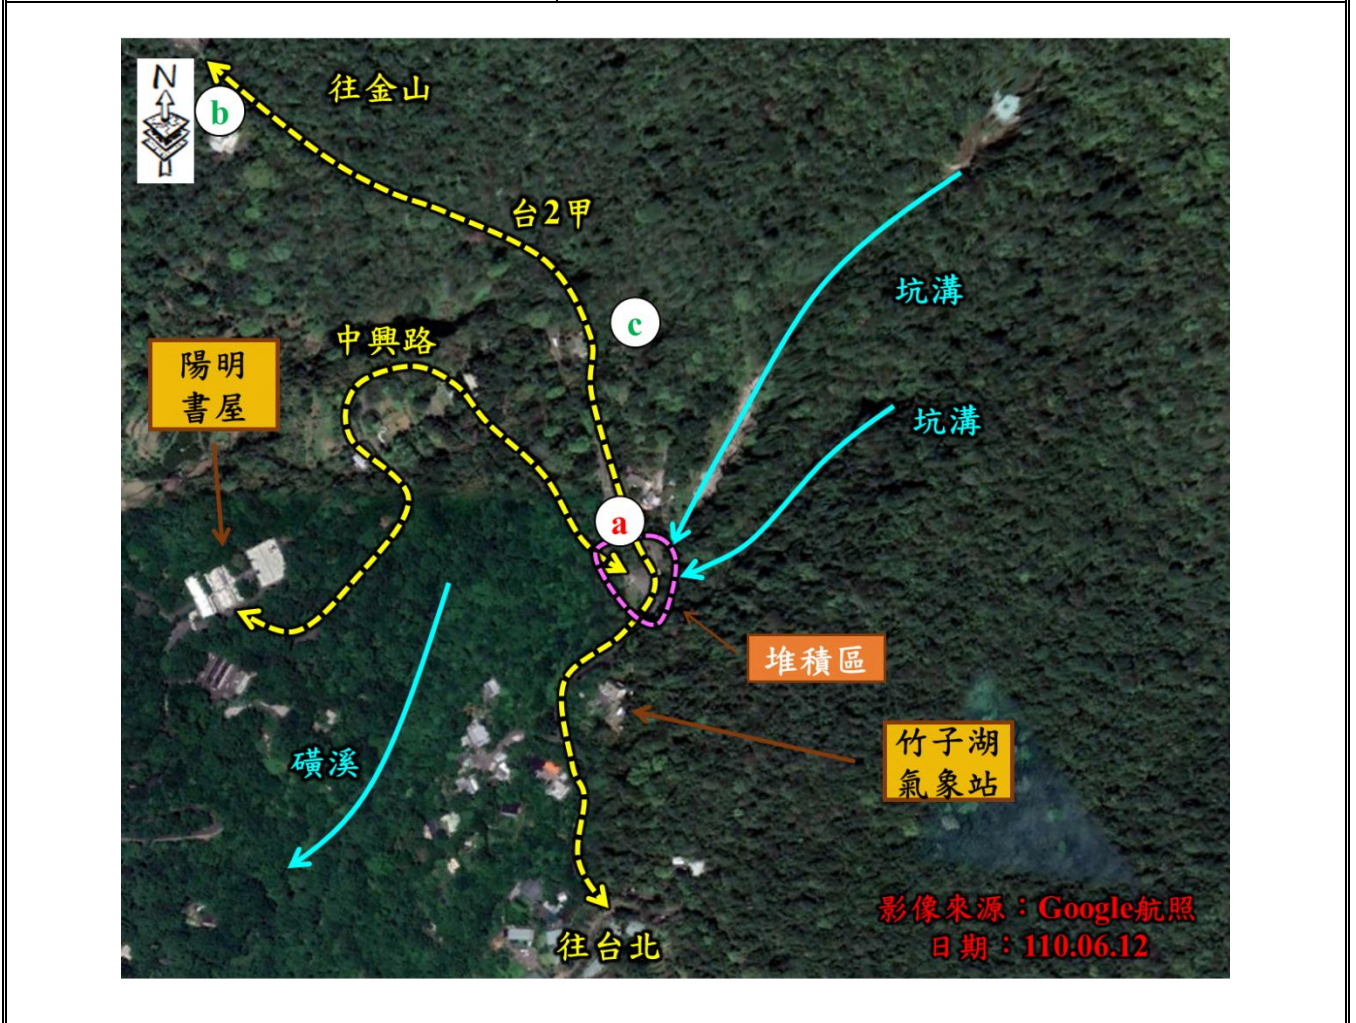 N
往金山
b
台2甲
坑溝
c
中興路
陽明
書屋
坑溝
a
堆積區
竹子湖
氣象站
磺溪
影像來源：Google航照
日期：110.06.12
往台北